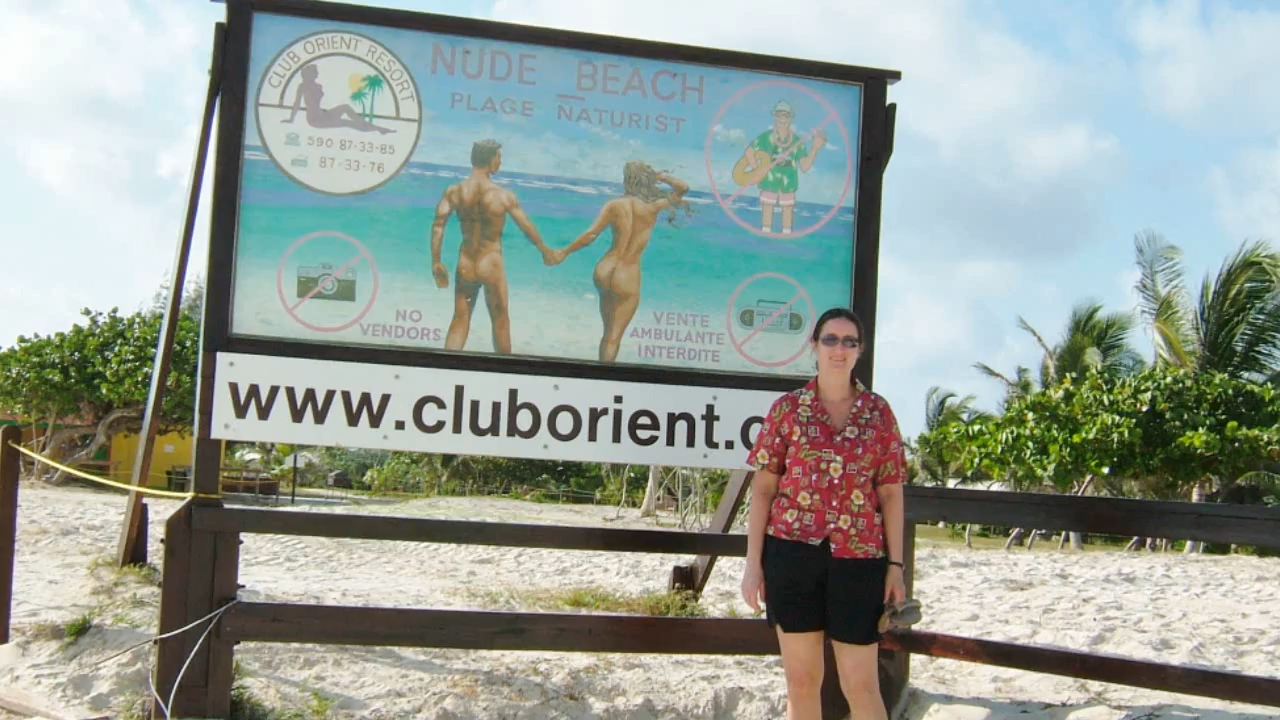 CLUB ORIENT RESORT
590 87-33-85
87-33-76
NUDE BEACH
PLAGE NATURIST
NO
VENDORS
VENTE
AMBULANTE
INTERDITE
www.cluborient.c